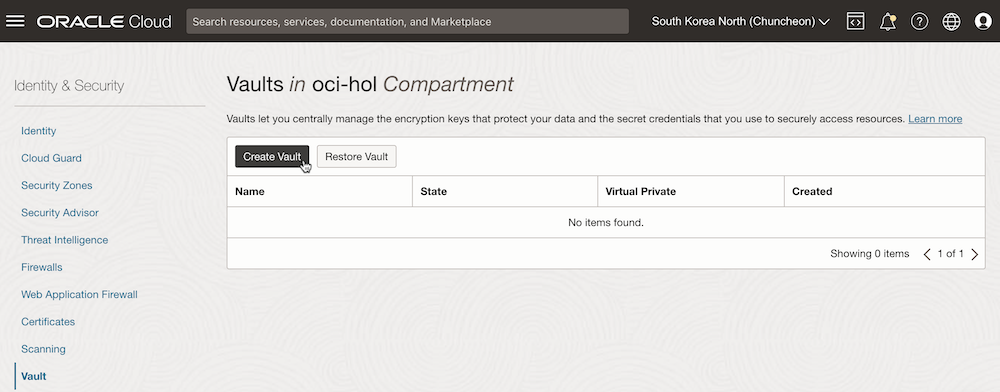 ORACLE Cloud
Search resources, services, documentation, and Marketplace
South Korea North (Chuncheon)
Identity & Security
Identity
Cloud Guard
Security Zones
Security Advisor
Threat Intelligence
Firewalls
Web Application Firewall
Certificates
Scanning
Vault
Vaults in oci-hol Compartment
Vaults let you centrally manage the encryption keys that protect your data and the secret credentials that you use to securely access resources. Learn more
Create Vault Restore Vault
Name State Virtual Private Created
No items found.
Showing 0 items 1 of 1